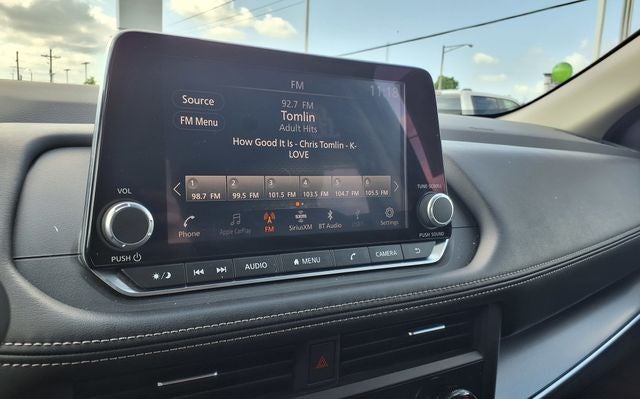 FM
11:18
Source
FM Menu
92.7 FM
Tomlin
Adult Hits
How Good It Is - Chris Tomlin - K-
LOVE
1 2 3 4 5 6
98.7 FM 99.5 FM 101.5 FM 103.5 FM 104.7 FM 105.5 FM
Phone Apple CarPlay FM SiriusXM BT Audio Settings
VOL
PUSH
TUNE·SCROLL
PUSH SOUND
AUDIO MENU CAMERA